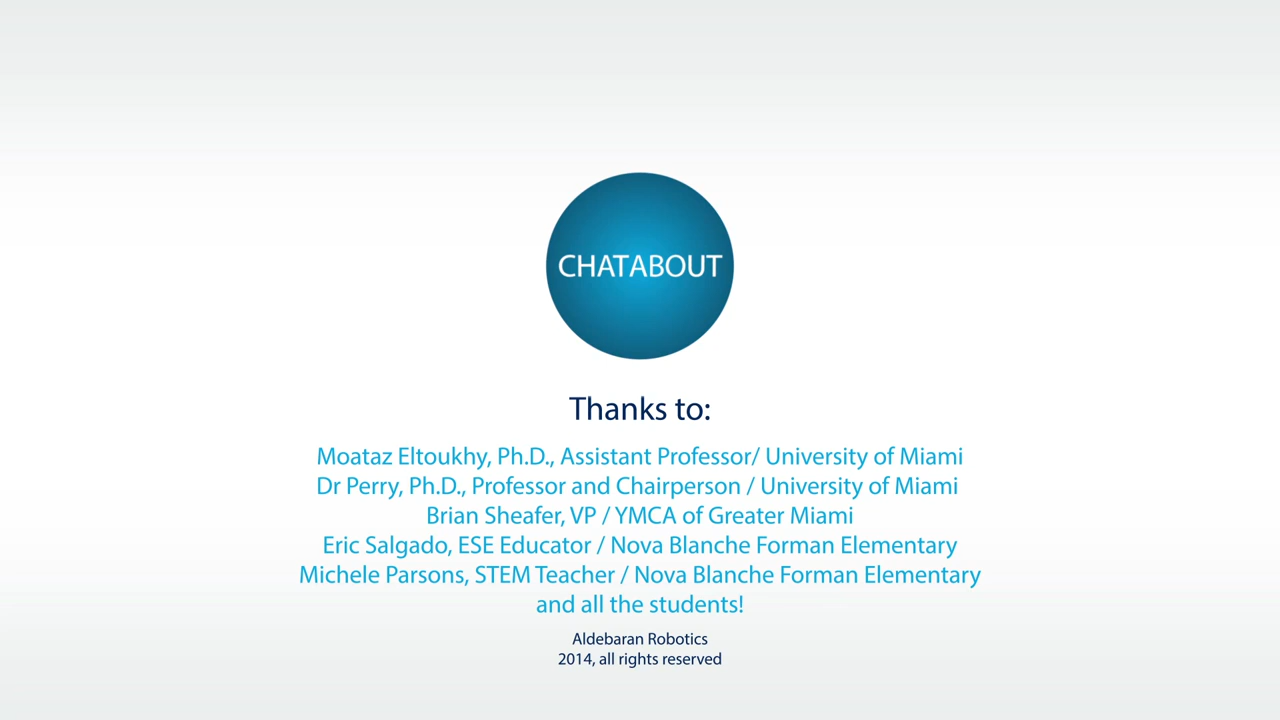 CHATABOUT
Thanks to:
Moataz Eltoukhy, Ph.D., Assistant Professor/ University of Miami
Dr Perry, Ph.D., Professor and Chairperson / University of Miami
Brian Sheafer, VP / YMCA of Greater Miami
Eric Salgado, ESE Educator / Nova Blanche Forman Elementary
Michele Parsons, STEM Teacher / Nova Blanche Forman Elementary
and all the students!
Aldebaran Robotics
2014, all rights reserved